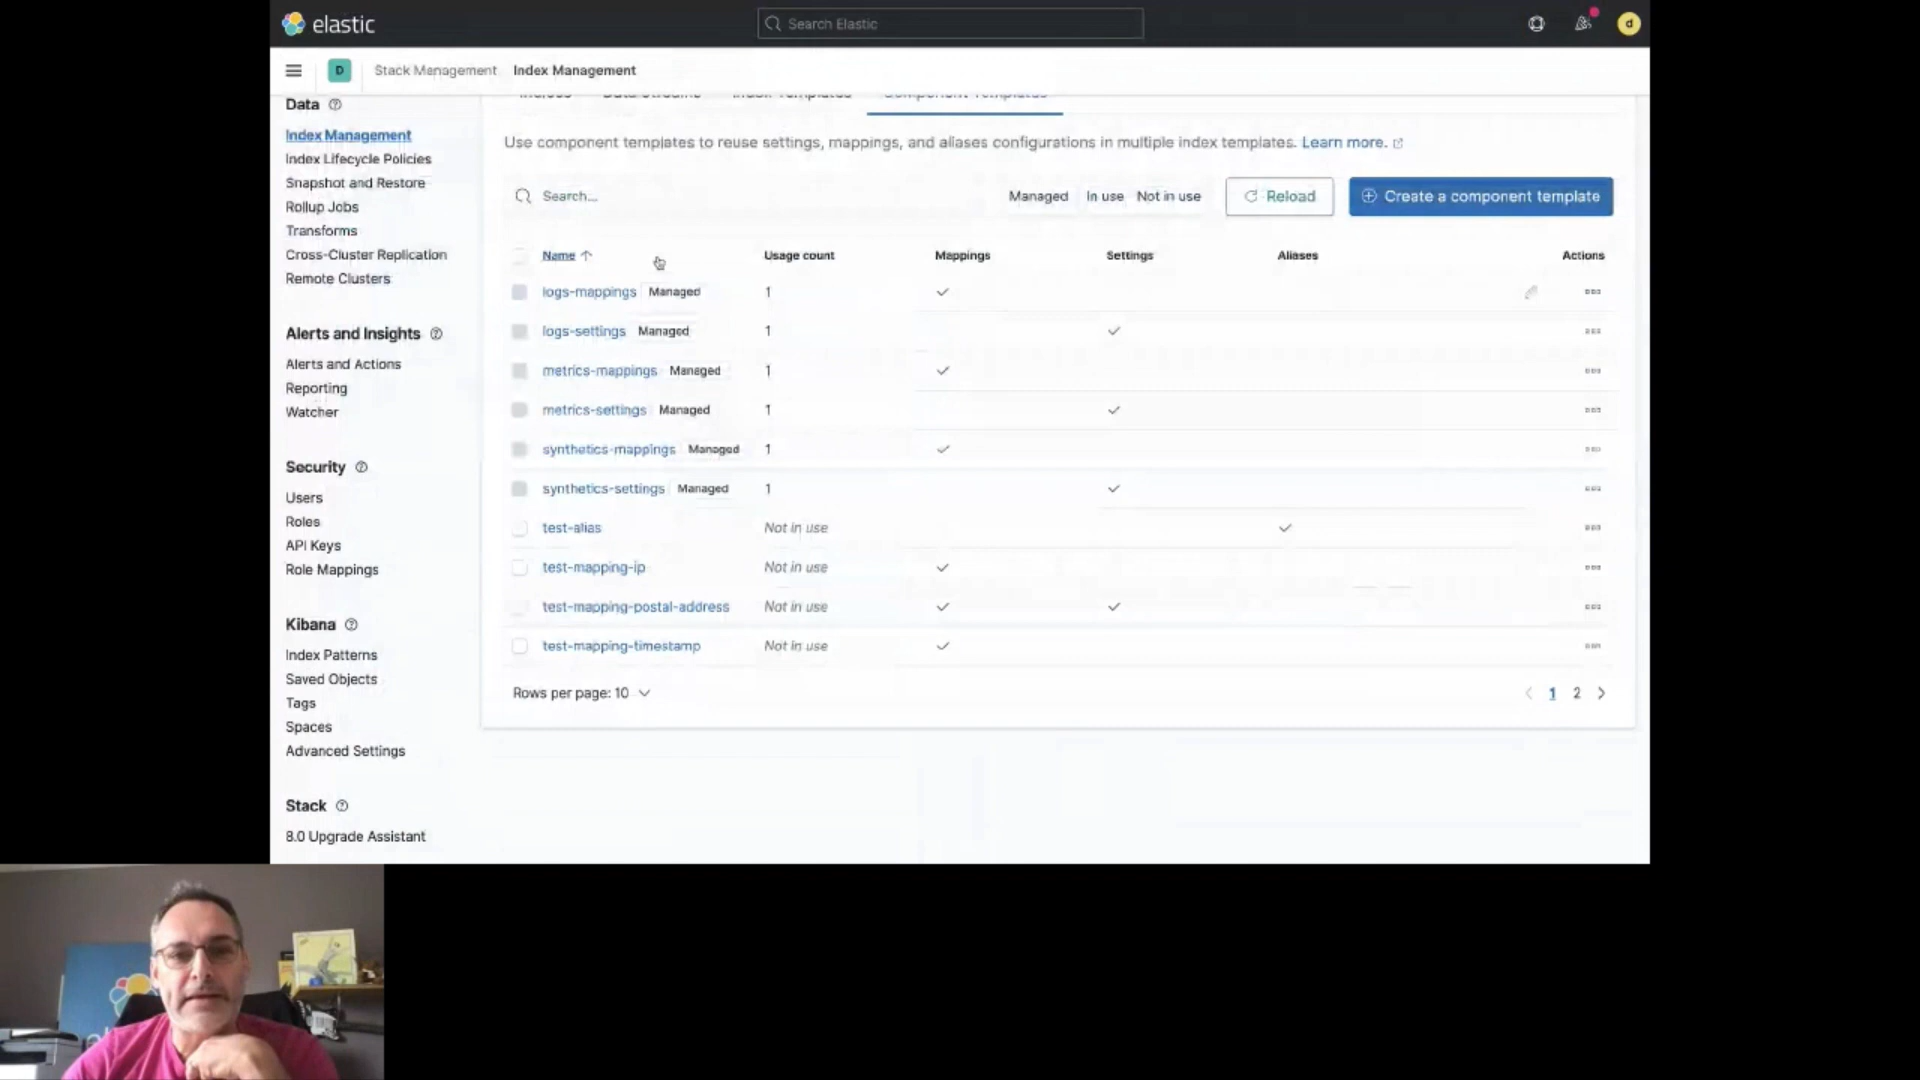 elastic
Search Elastic
d
D
Stack Management
Index Management
Data
Index Management
Index Lifecycle Policies
Snapshot and Restore
Rollup Jobs
Transforms
Cross-Cluster Replication
Remote Clusters
Alerts and Insights
Alerts and Actions
Reporting
Watcher
Security
Users
Roles
API Keys
Role Mappings
Kibana
Index Patterns
Saved Objects
Tags
Spaces
Advanced Settings
Stack
8.0 Upgrade Assistant
Indices Data Streams Index Templates Component Templates
Use component templates to reuse settings, mappings, and aliases configurations in multiple index templates. Learn more.
Search... Managed In use Not in use Reload Create a component template
Name Usage count Mappings Settings Aliases Actions
logs-mappings Managed 1
logs-settings Managed 1
metrics-mappings Managed 1
metrics-settings Managed 1
synthetics-mappings Managed 1
synthetics-settings Managed 1
test-alias Not in use
test-mapping-ip Not in use
test-mapping-postal-address Not in use
test-mapping-timestamp Not in use
Rows per page: 10
1 2